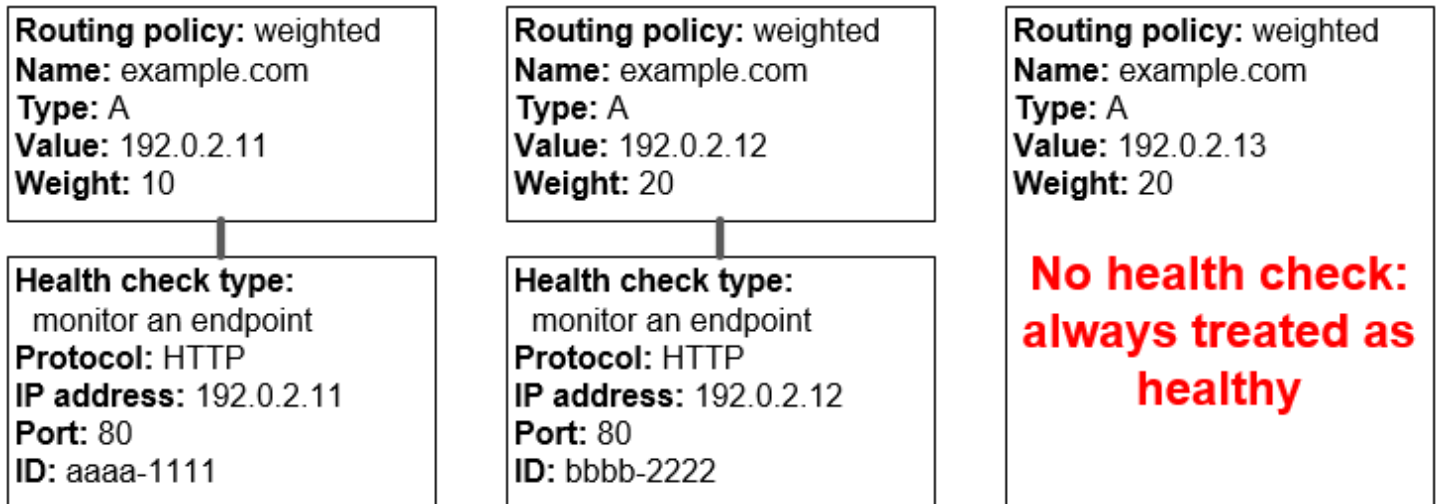 Routing policy: weighted
Name: example.com
Type: A
Value: 192.0.2.11
Weight: 10
Health check type:
monitor an endpoint
Protocol: HTTP
IP address: 192.0.2.11
Port: 80
ID: aaaa-1111
Routing policy: weighted
Name: example.com
Type: A
Value: 192.0.2.12
Weight: 20
Health check type:
monitor an endpoint
Protocol: HTTP
IP address: 192.0.2.12
Port: 80
ID: bbbb-2222
Routing policy: weighted
Name: example.com
Type: A
Value: 192.0.2.13
Weight: 20
No health check:
always treated as
healthy